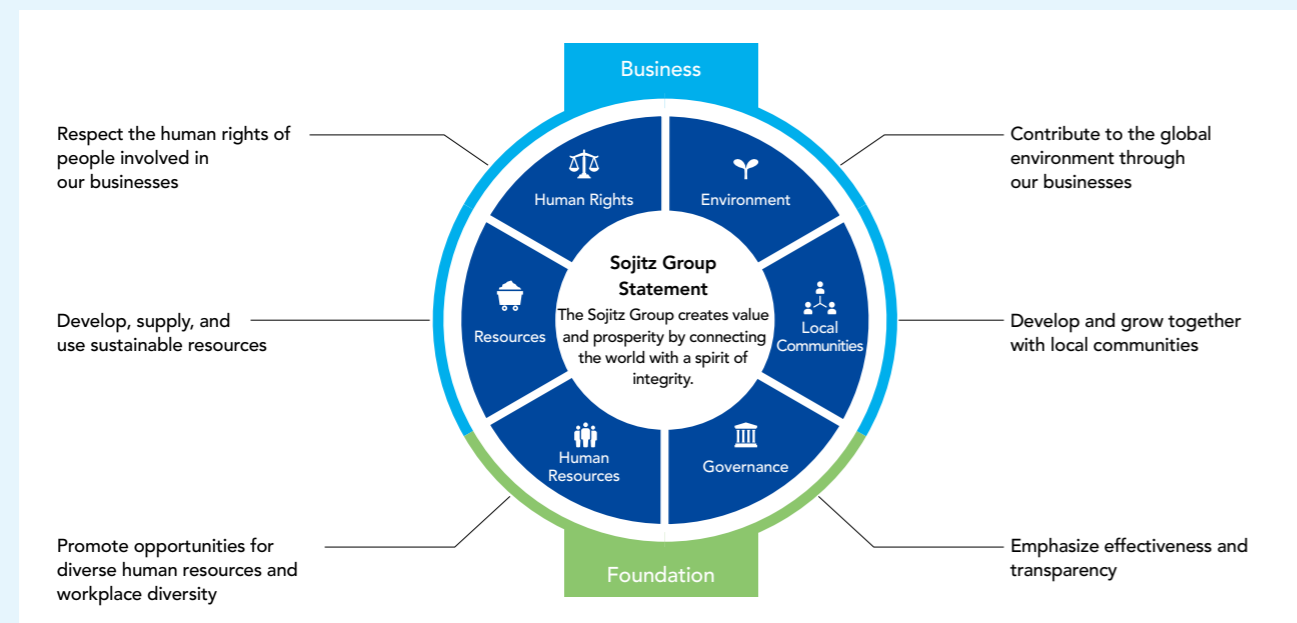 Business
Respect the human rights of
people involved in
our businesses
Contribute to the global
environment through
our businesses
Human Rights
Environment
Sojitz Group
Statement
The Sojitz Group creates value
and prosperity by connecting
the world with a spirit of
integrity.
Resources
Local
Communities
Develop, supply, and
use sustainable resources
Develop and grow together
with local communities
Human
Resources
Governance
Promote opportunities for
diverse human resources and
workplace diversity
Emphasize effectiveness and
transparency
Foundation